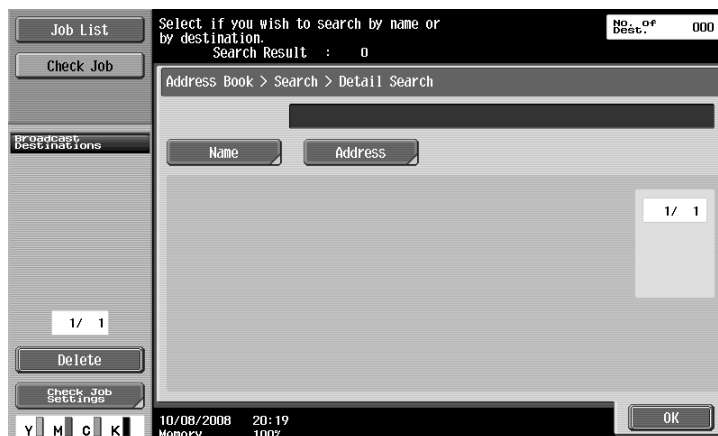 Job List
Check Job
Broadcast
Destinations
1/ 1
Delete
Check Job
Settings
Y M C K
Select if you wish to search by name or
by destination.
Search Result : 0
No. of
Dest. 000
Address Book > Search > Detail Search
Name
Address
1/ 1
10/08/2008 20:19
Memory 100%
OK